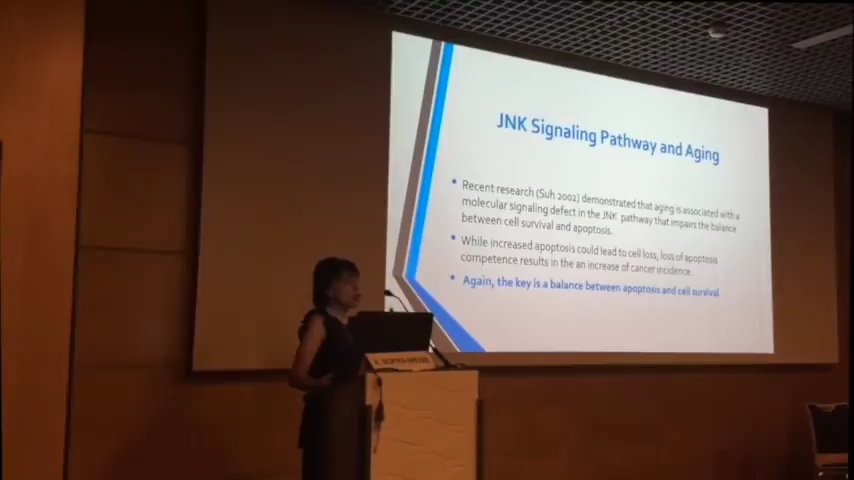 JNK Signaling Pathway and Aging
• Recent research (Suh 2002) demonstrated that aging is associated with a
molecular signaling defect in the JNK pathway that impairs the balance
between cell survival and apoptosis.
• While increased apoptosis could lead to cell loss, loss of apoptosis
competence results in the an increase of cancer incidence.
• Again, the key is a balance between apoptosis and cell survival.